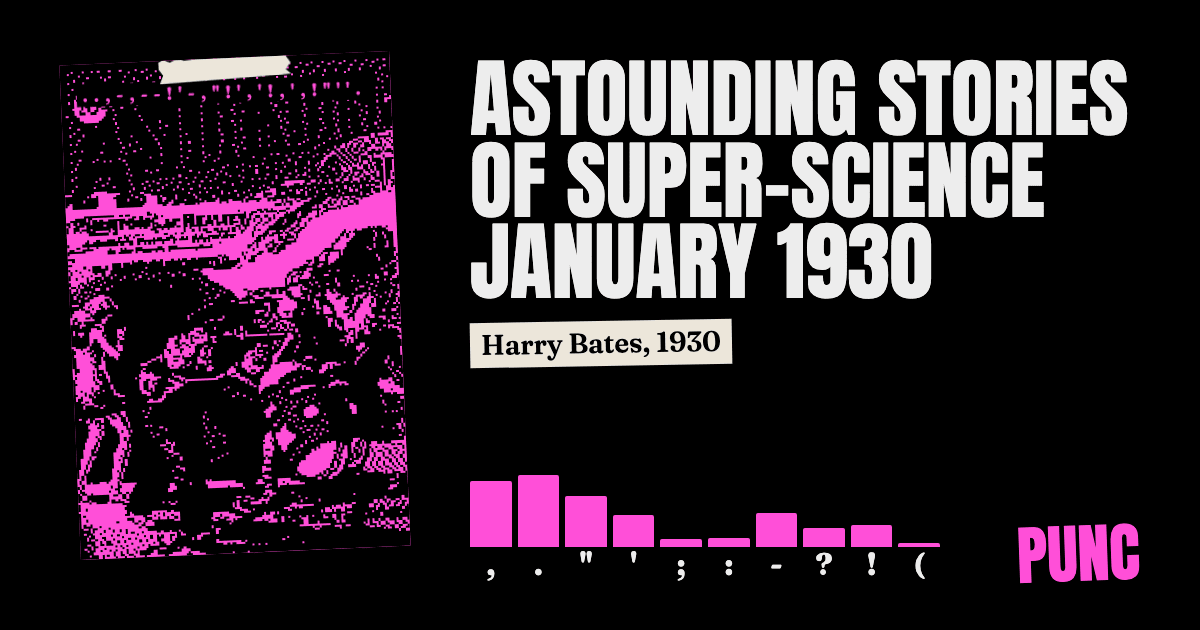 ASTOUNDING STORIES
OF SUPER-SCIENCE
JANUARY 1930
Harry Bates, 1930
, . " ' ; : - ? ! (
PUNC